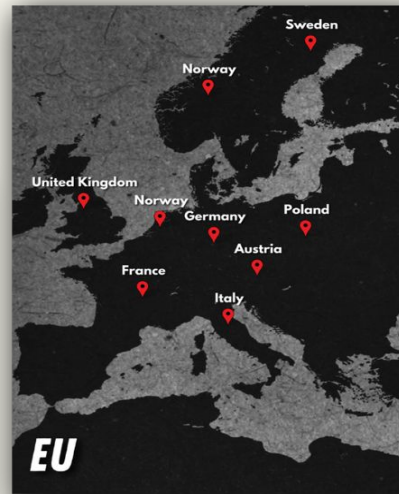 Sweden
Norway
United Kingdom
Norway
Germany
Poland
Austria
France
Italy
EU